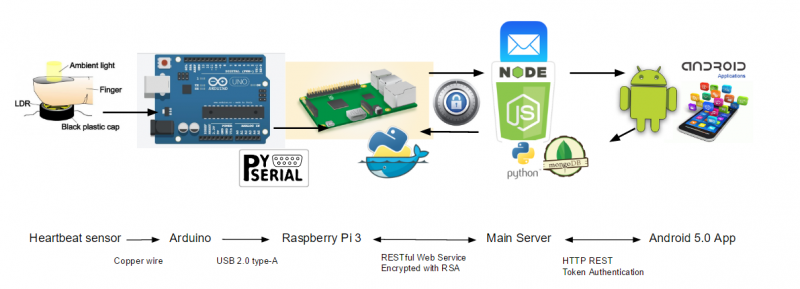 Ambient light
Finger
LDR
Black plastic cap
ARDUINO
UNO
PY
SERIAL
NODE
JS
python
mongoDB
ANDROID
Applications
Heartbeat sensor
Arduino
Raspberry Pi 3
Main Server
Android 5.0 App
Copper wire
USB 2.0 type-A
RESTful Web Service
Encrypted with RSA
HTTP REST
Token Authentication